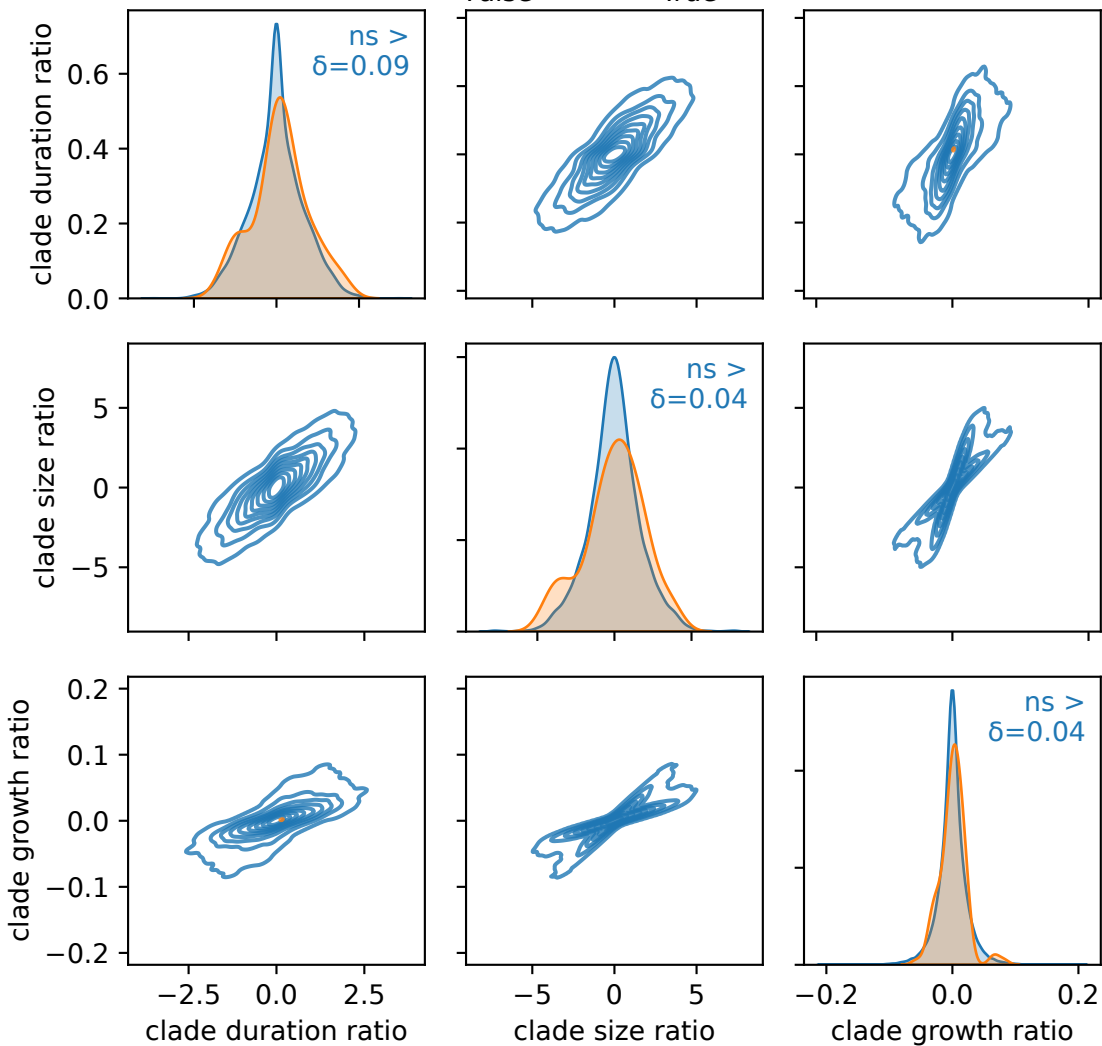 clade duration ratio
0.6
0.4
0.2
0.0
ns >
δ=0.09
clade size ratio
5
0
−5
ns >
δ=0.04
clade growth ratio
0.2
0.1
0.0
−0.1
−0.2
ns >
δ=0.04
−2.5 0.0 2.5
−5 0 5
−0.2 0.0 0.2
clade duration ratio
clade size ratio
clade growth ratio